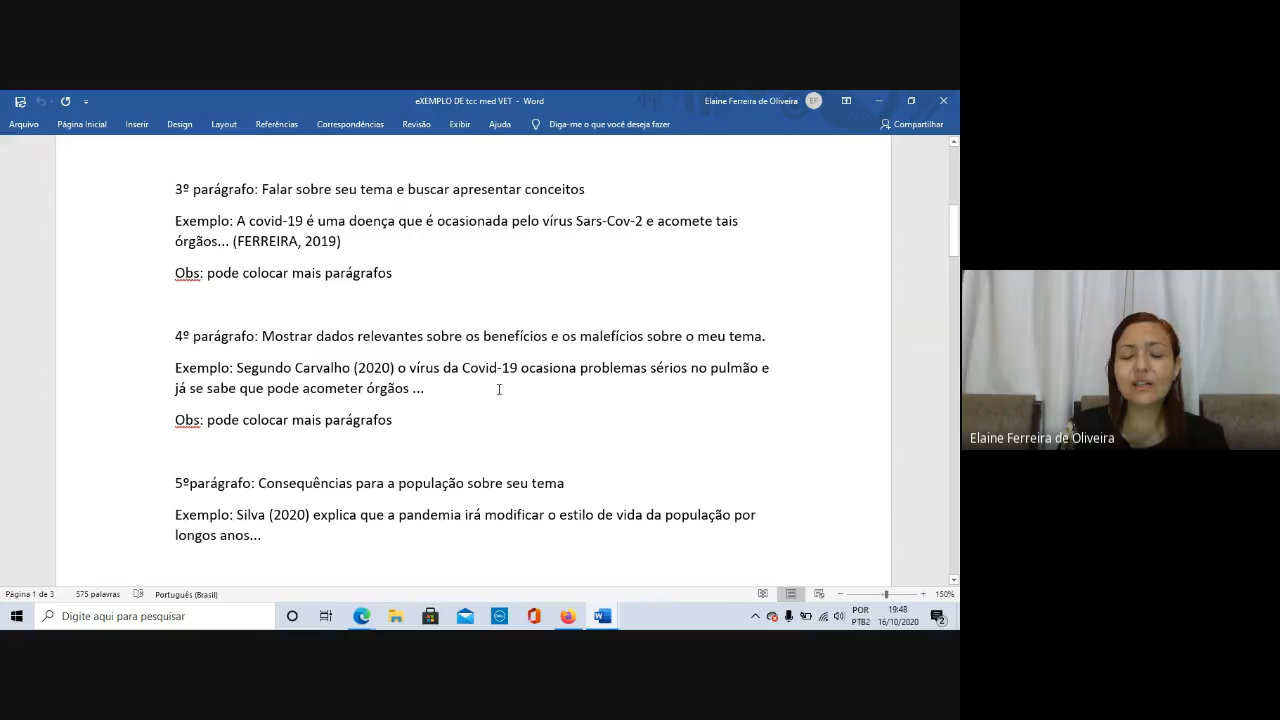 eXEMPLO DE tcc med VET - Word
Elaine Ferreira de Oliveira
EF
Arquivo Página Inicial Inserir Design Layout Referências Correspondências Revisão Exibir Ajuda Diga-me o que você deseja fazer Compartilhar
3º parágrafo: Falar sobre seu tema e buscar apresentar conceitos
Exemplo: A covid-19 é uma doença que é ocasionada pelo vírus Sars-Cov-2 e acomete tais
órgãos... (FERREIRA, 2019)
Obs: pode colocar mais parágrafos
4º parágrafo: Mostrar dados relevantes sobre os benefícios e os malefícios sobre o meu tema.
Exemplo: Segundo Carvalho (2020) o vírus da Covid-19 ocasiona problemas sérios no pulmão e
já se sabe que pode acometer órgãos ...
Obs: pode colocar mais parágrafos
5ºparágrafo: Consequências para a população sobre seu tema
Exemplo: Silva (2020) explica que a pandemia irá modificar o estilo de vida da população por
longos anos...
Elaine Ferreira de Oliveira
Página 1 de 3 575 palavras Português (Brasil) 150%
Digite aqui para pesquisar
POR 19:48
PTB2 16/10/2020 2